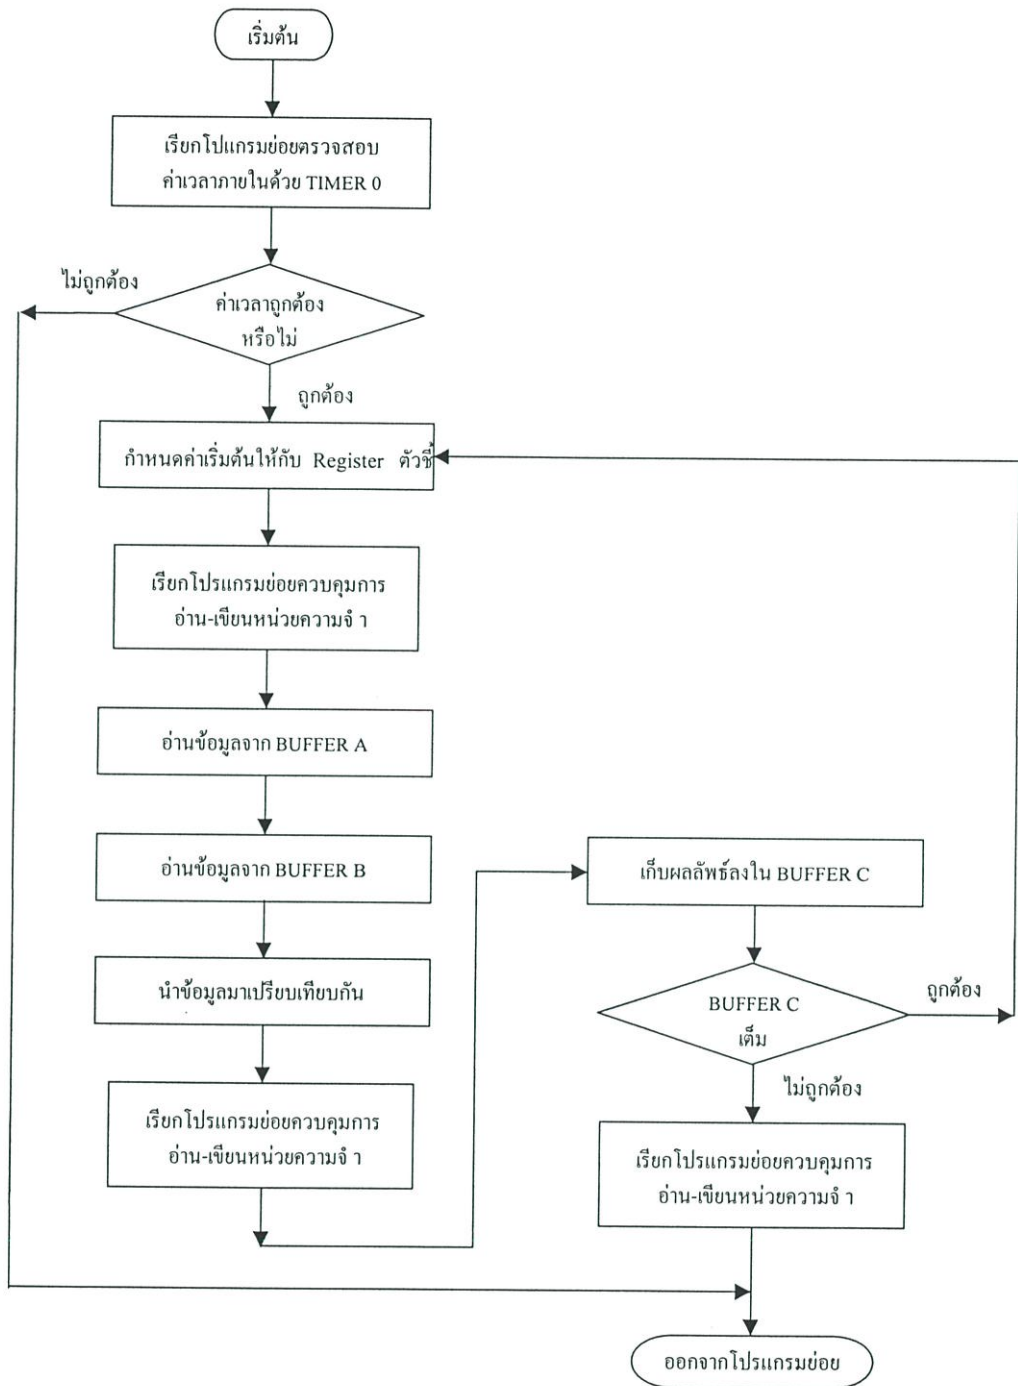 เริ่มต้น
เรียกโปแกรมย่อยตรวจสอบ
ค่าเวลาภายในด้วย TIMER 0
ไม่ถูกต้อง
ค่าเวลาถูกต้อง
หรือไม่
ถูกต้อง
กำหนดค่าเริ่มต้นให้กับ Register ตัวชี้
เรียกโปรแกรมย่อยควบคุมการ
อ่าน-เขียนหน่วยความจํ า
อ่านข้อมูลจาก BUFFER A
อ่านข้อมูลจาก BUFFER B
นำข้อมูลมาเปรียบเทียบกัน
เรียกโปรแกรมย่อยควบคุมการ
อ่าน-เขียนหน่วยความจํ า
เก็บผลลัพธ์ลงใน BUFFER C
BUFFER C
เต็ม
ถูกต้อง
ไม่ถูกต้อง
เรียกโปรแกรมย่อยควบคุมการ
อ่าน-เขียนหน่วยความจํ า
ออกจากโปรแกรมย่อย